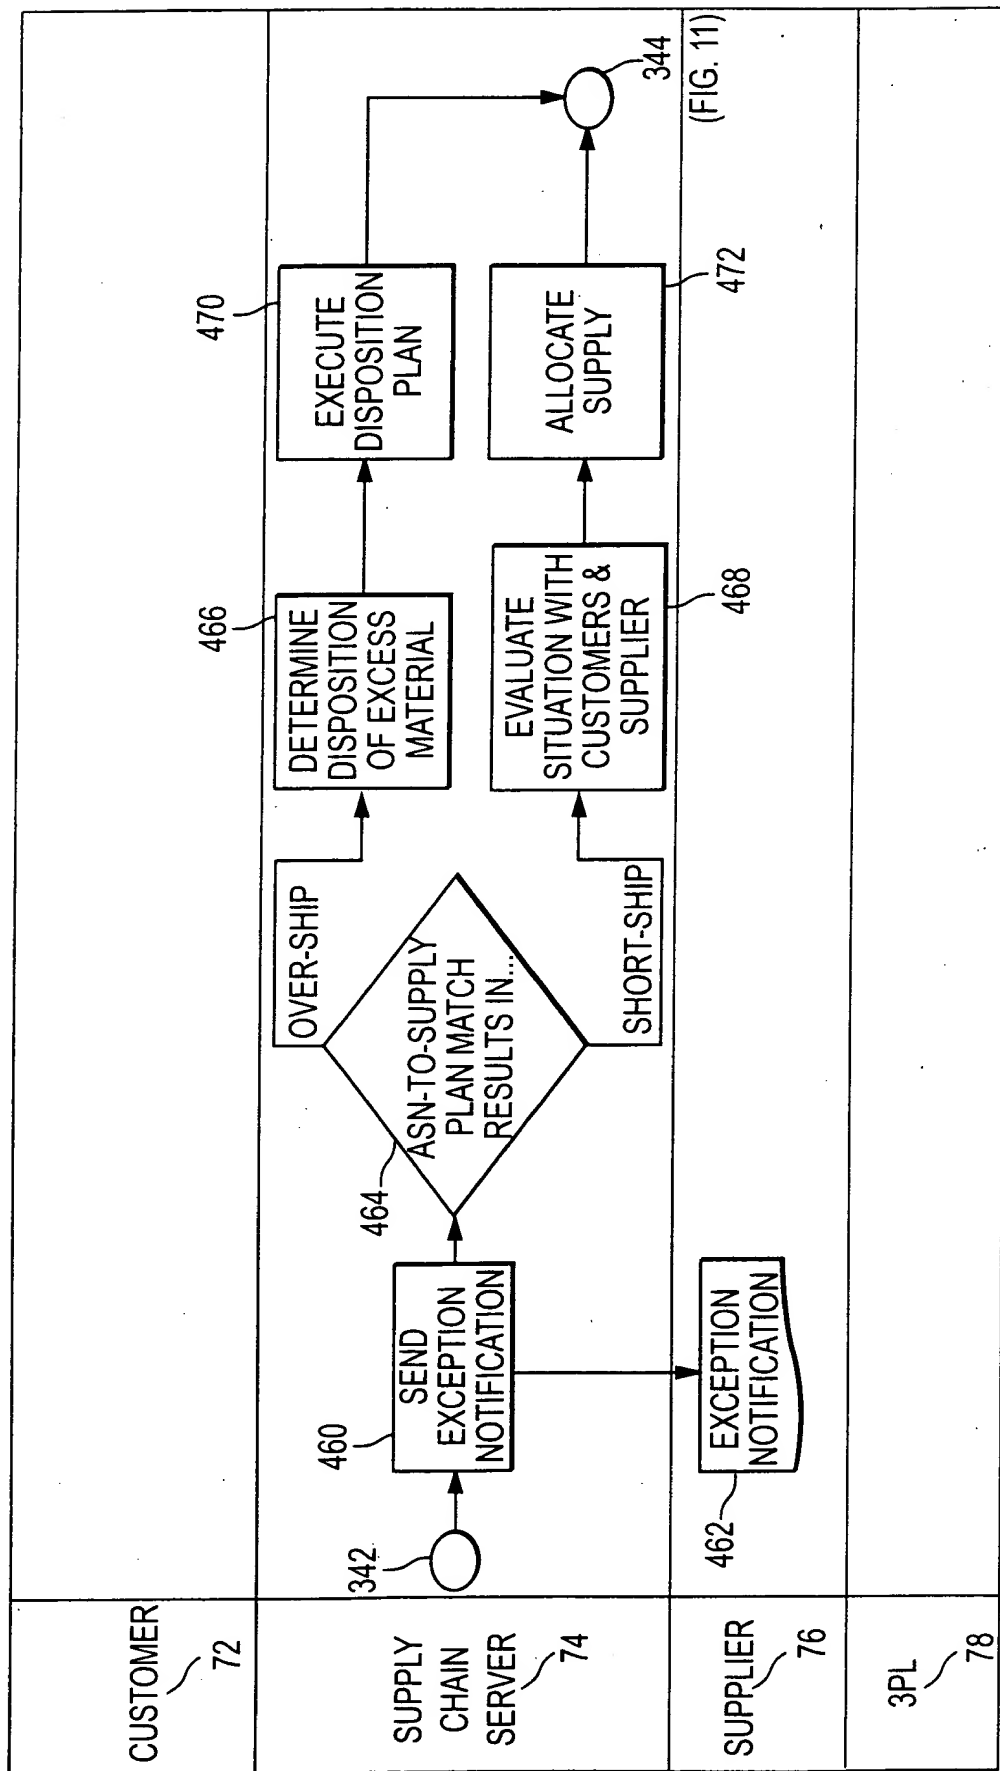 CUSTOMER
72
SUPPLY
CHAIN
SERVER
74
SUPPLIER
76
3PL
78
342
460
SEND
EXCEPTION
NOTIFICATION
462
EXCEPTION
NOTIFICATION
464
ASN-TO-SUPPLY
PLAN MATCH
RESULTS IN...
OVER-SHIP
SHORT-SHIP
466
DETERMINE
DISPOSITION
OF EXCESS
MATERIAL
EVALUATE
SITUATION WITH
CUSTOMERS &
SUPPLIER
468
470
EXECUTE
DISPOSITION
PLAN
ALLOCATE
SUPPLY
472
344
(FIG. 11)